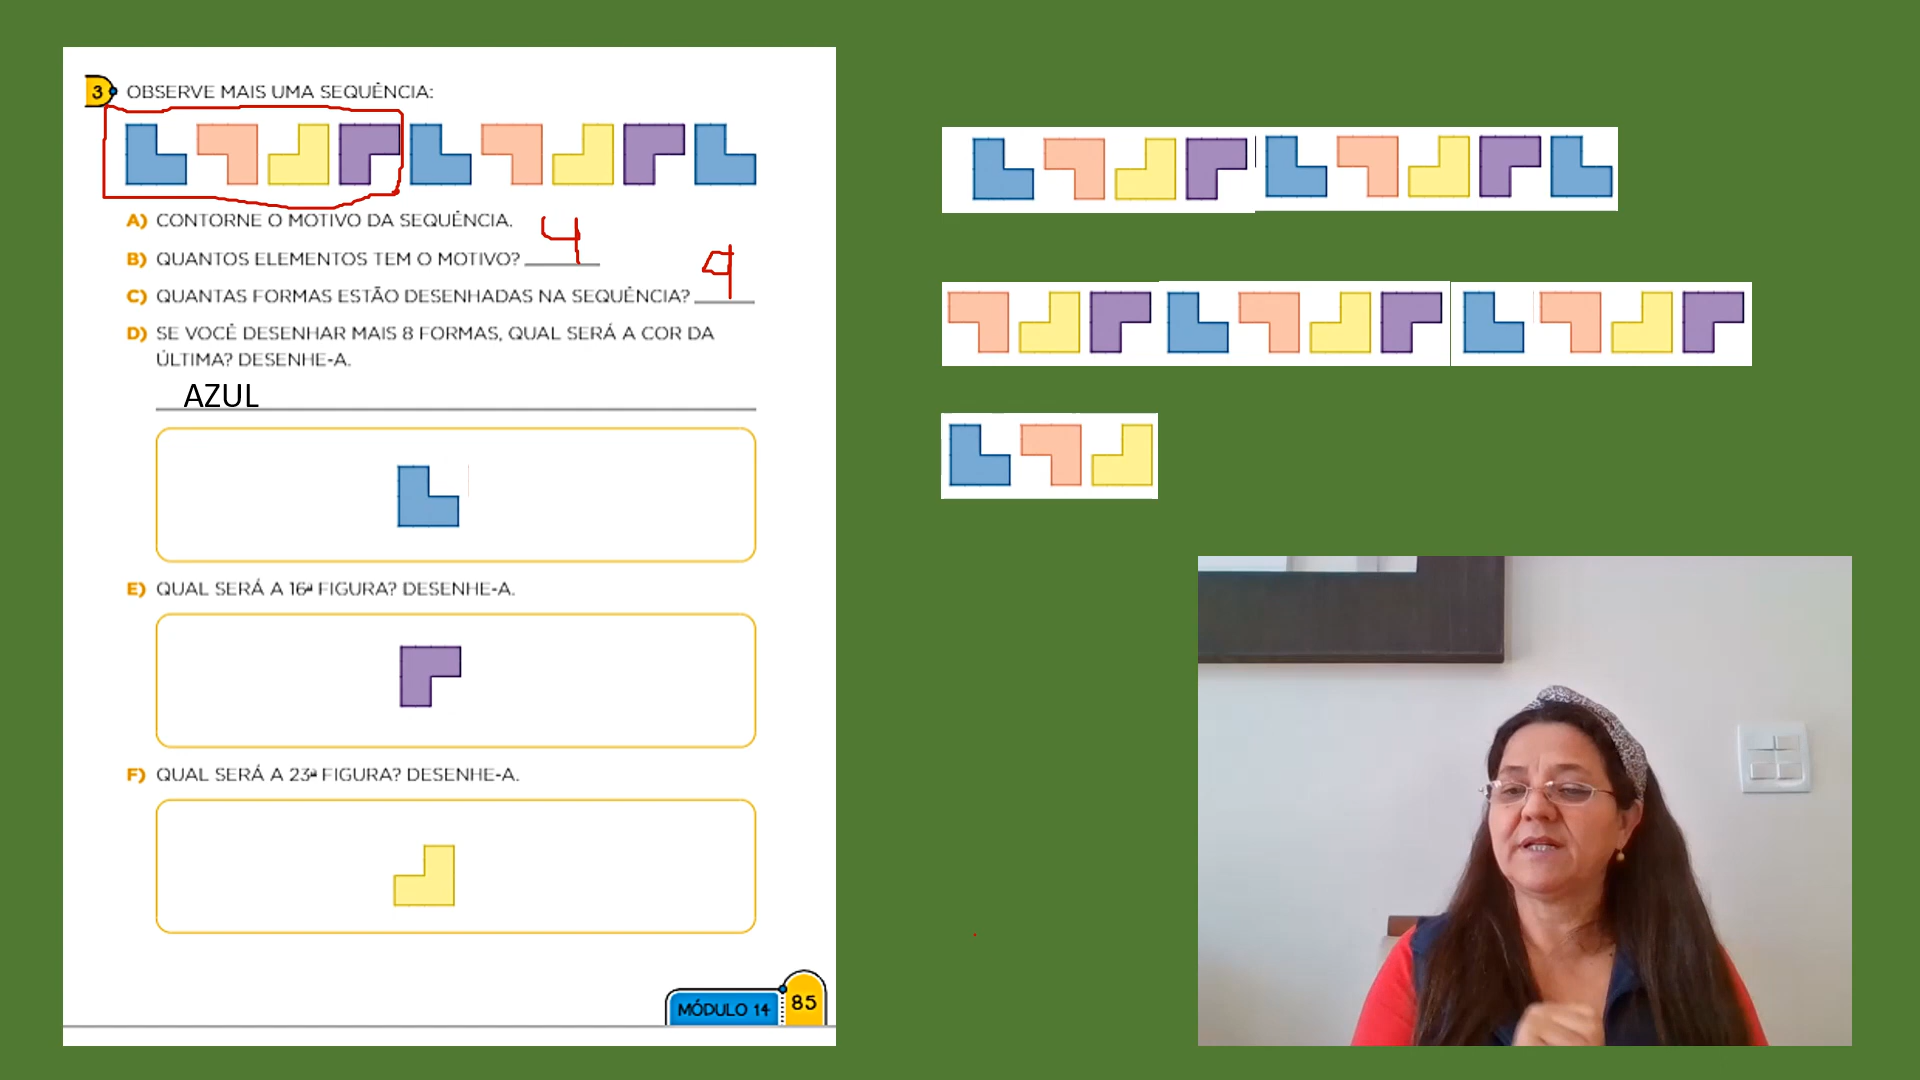 3 OBSERVE MAIS UMA SEQUÊNCIA:
A) CONTORNE O MOTIVO DA SEQUÊNCIA.
B) QUANTOS ELEMENTOS TEM O MOTIVO? 4
C) QUANTAS FORMAS ESTÃO DESENHADAS NA SEQUÊNCIA? 9
D) SE VOCÊ DESENHAR MAIS 8 FORMAS, QUAL SERÁ A COR DA
ÚLTIMA? DESENHE-A.
AZUL
E) QUAL SERÁ A 16ª FIGURA? DESENHE-A.
F) QUAL SERÁ A 23ª FIGURA? DESENHE-A.
MÓDULO 14 85